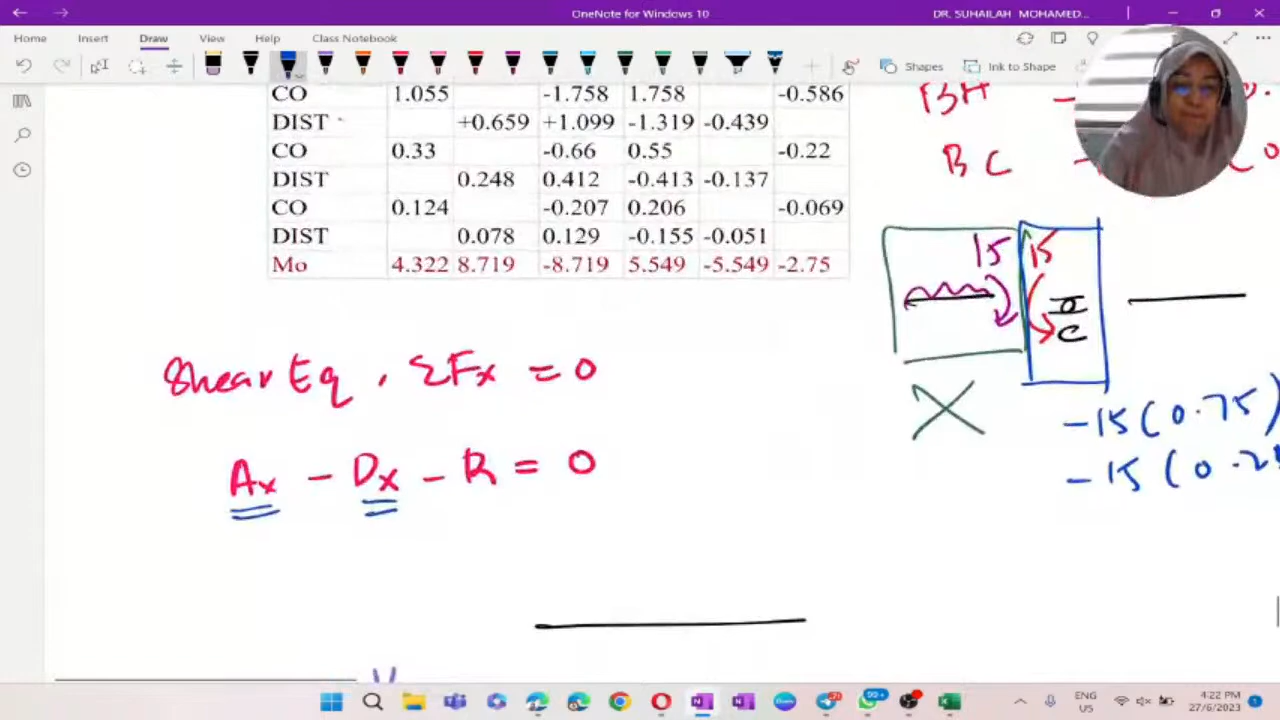 OneNote for Windows 10
DR. SUHAILAH MOHAMED...
Home Insert Draw View Help Class Notebook
Shapes Ink to Shape
CO 1.055 -1.758 1.758 -0.586
DIST +0.659 +1.099 -1.319 -0.439
CO 0.33 -0.66 0.55 -0.22
DIST 0.248 0.412 -0.413 -0.137
CO 0.124 -0.207 0.206 -0.069
DIST 0.078 0.129 -0.155 -0.051
Mo 4.322 8.719 -8.719 5.549 -5.549 -2.75
BC
15 15
C
-15(0.75)
-15(0.2
Shear Eq, ΣFx = 0
Ax - Dx - R = 0
ENG
US
4:22 PM
27/6/2023
99+